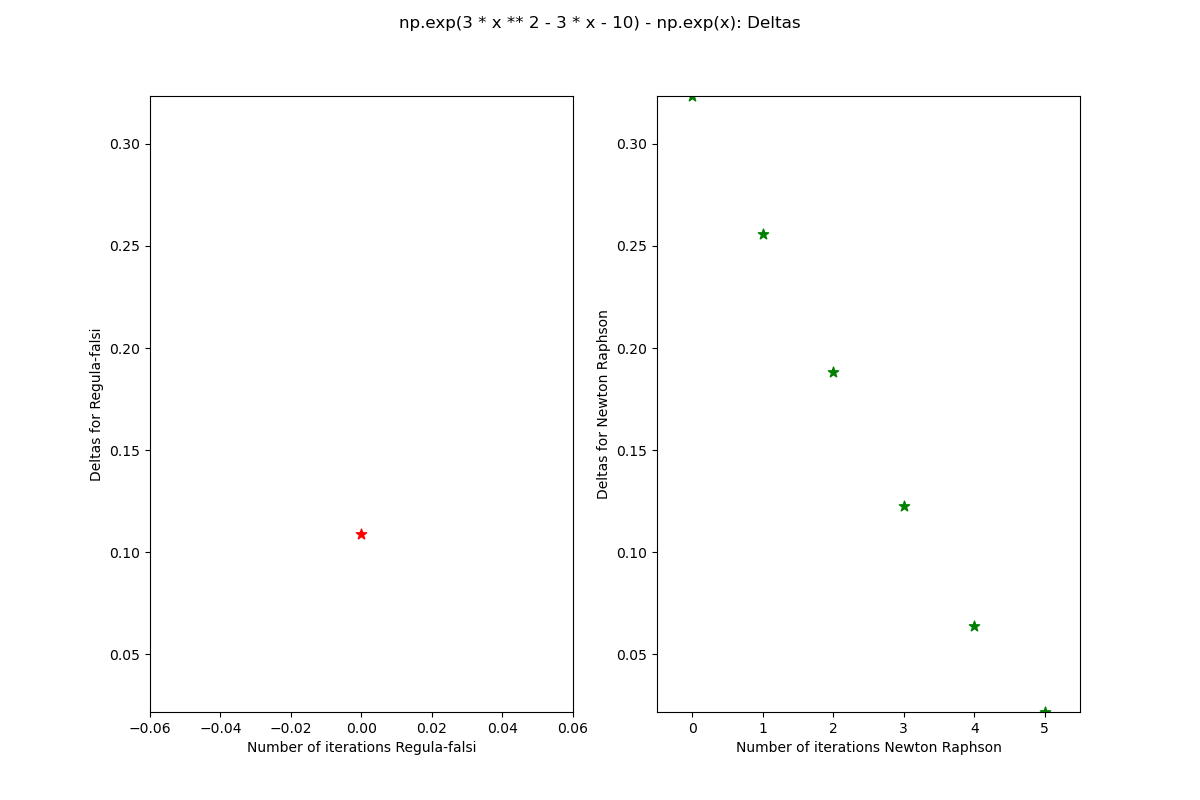 np.exp(3 * x ** 2 - 3 * x - 10) - np.exp(x): Deltas
Deltas for Regula-falsi
0.30
0.25
0.20
0.15
0.10
0.05
−0.06 −0.04 −0.02 0.00 0.02 0.04 0.06
Number of iterations Regula-falsi
Deltas for Newton Raphson
0.30
0.25
0.20
0.15
0.10
0.05
0 1 2 3 4 5
Number of iterations Newton Raphson